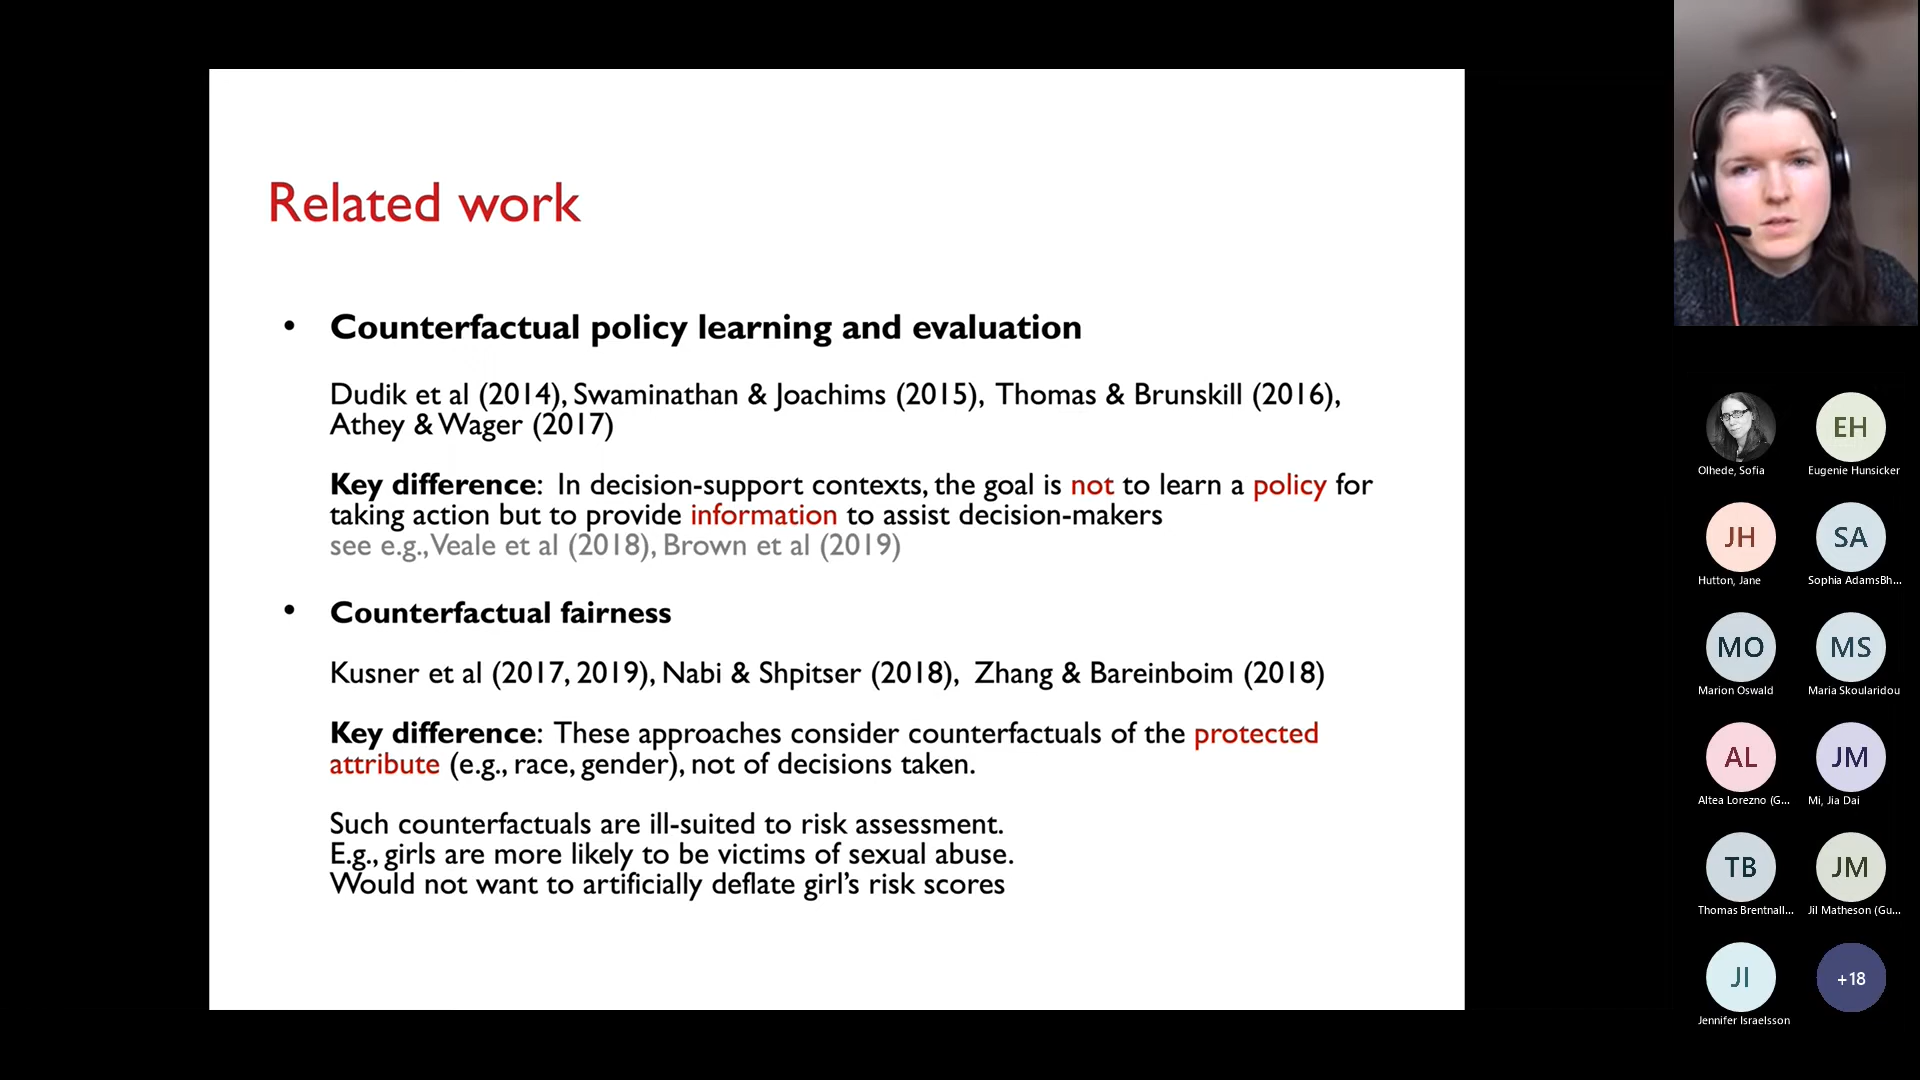 Related work
• Counterfactual policy learning and evaluation
Dudik et al (2014), Swaminathan & Joachims (2015), Thomas & Brunskill (2016),
Athey & Wager (2017)
Key difference: In decision-support contexts, the goal is not to learn a policy for
taking action but to provide information to assist decision-makers
see e.g., Veale et al (2018), Brown et al (2019)
• Counterfactual fairness
Kusner et al (2017, 2019), Nabi & Shpitser (2018), Zhang & Bareinboim (2018)
Key difference: These approaches consider counterfactuals of the protected
attribute (e.g., race, gender), not of decisions taken.
Such counterfactuals are ill-suited to risk assessment.
E.g., girls are more likely to be victims of sexual abuse.
Would not want to artificially deflate girl's risk scores
EH
Olhede, Sofia
Eugenie Hunsicker
JH
SA
Hutton, Jane
Sophia AdamsBh...
MO
MS
Marion Oswald
Maria Skoularidou
AL
JM
Altea Lorezno (G...
Mi, Jia Dai
TB
JM
Thomas Brentnall...
Jil Matheson (Gu...
JI
+18
Jennifer Israelsson